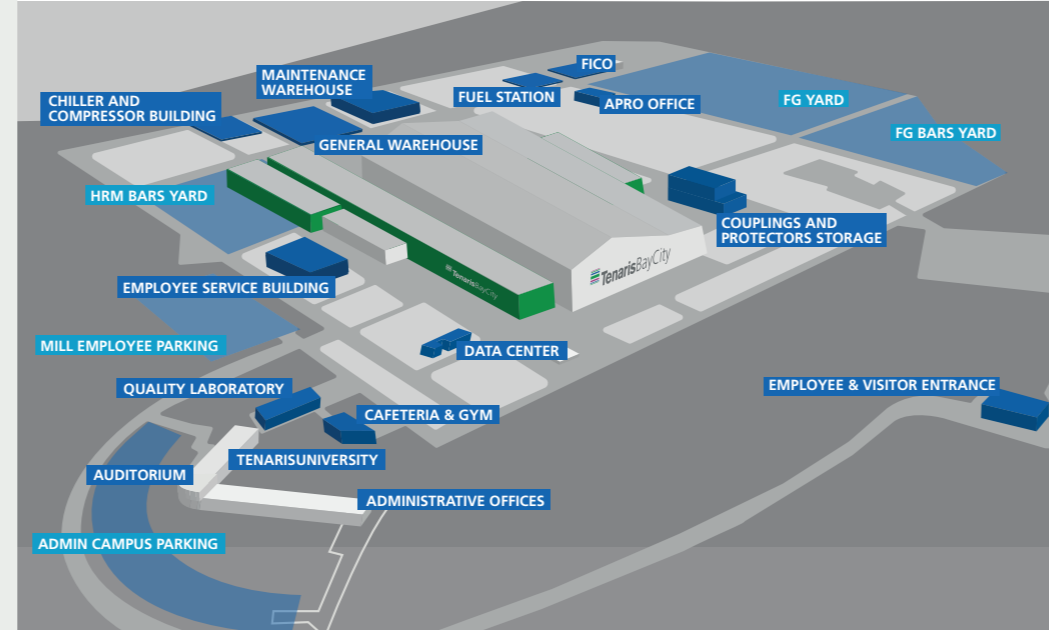 FICO
MAINTENANCE
WAREHOUSE
FUEL STATION
APRO OFFICE
FG YARD
CHILLER AND
COMPRESSOR BUILDING
FG BARS YARD
GENERAL WAREHOUSE
HRM BARS YARD
COUPLINGS AND
PROTECTORS STORAGE
TenarisBayCity
TenarisBayCity
EMPLOYEE SERVICE BUILDING
MILL EMPLOYEE PARKING
DATA CENTER
QUALITY LABORATORY
EMPLOYEE & VISITOR ENTRANCE
CAFETERIA & GYM
TENARISUNIVERSITY
AUDITORIUM
ADMINISTRATIVE OFFICES
ADMIN CAMPUS PARKING